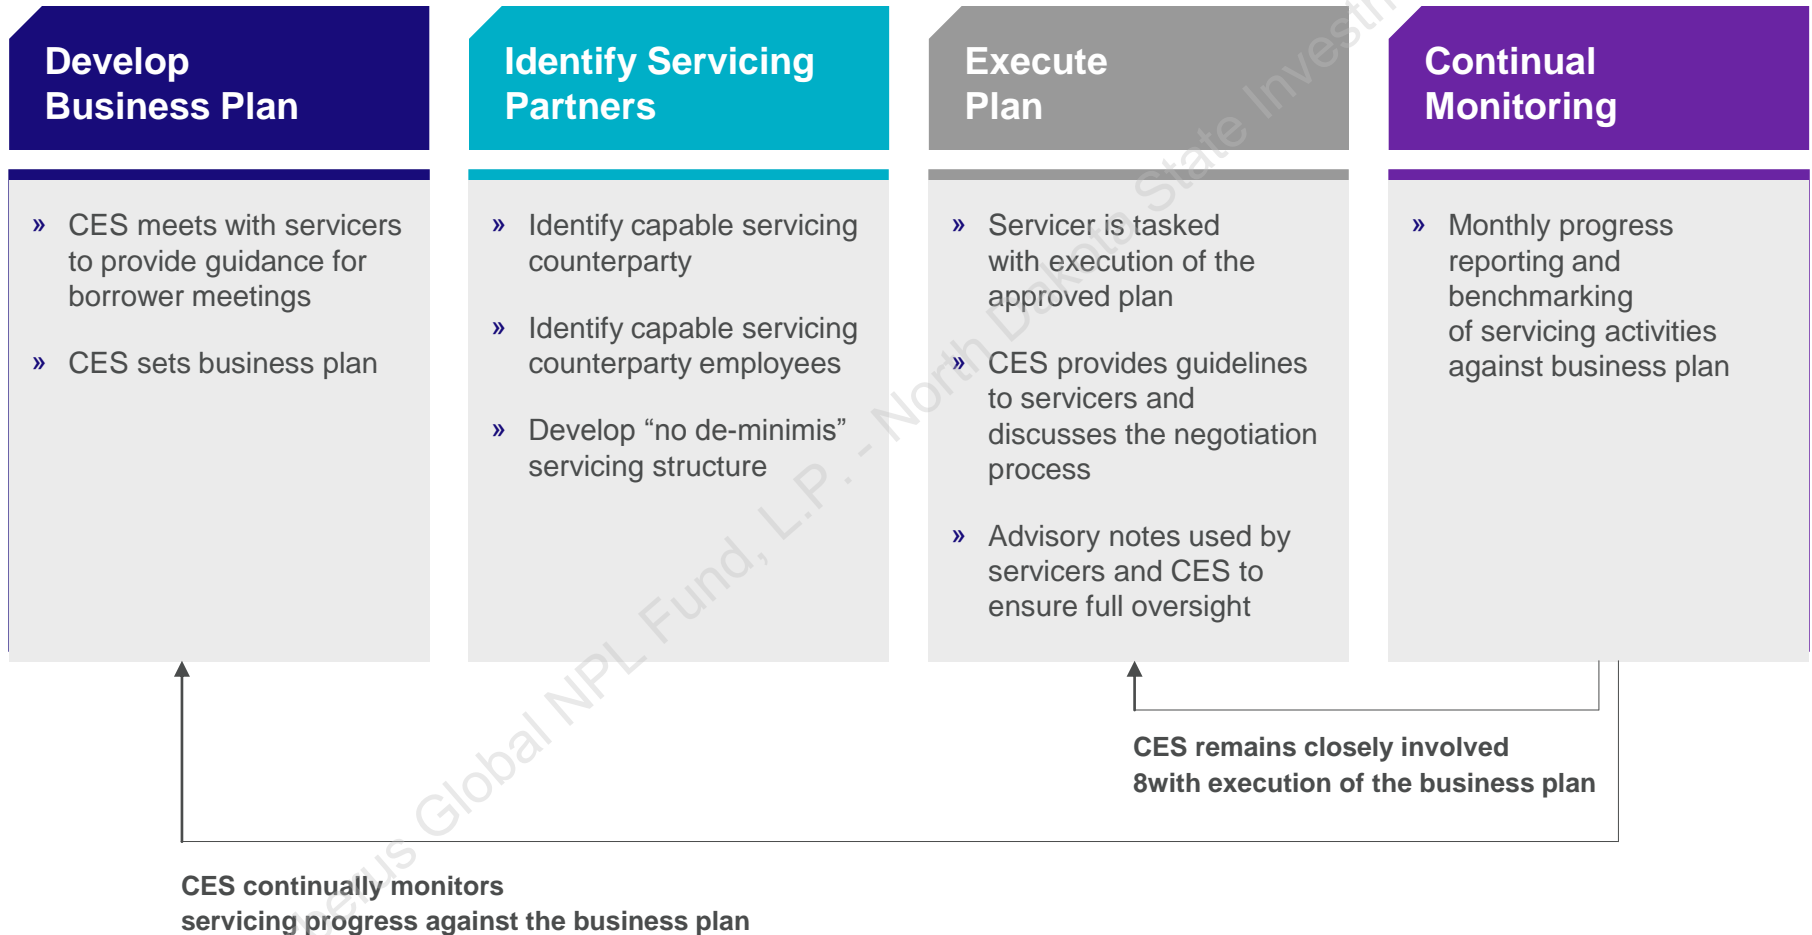 Develop
Business Plan
» CES meets with servicers
to provide guidance for
borrower meetings
» CES sets business plan
Identify Servicing
Partners
» Identify capable servicing
counterparty
» Identify capable servicing
counterparty employees
» Develop “no de-minimis”
servicing structure
Execute
Plan
» Servicer is tasked
with execution of the
approved plan
» CES provides guidelines
to servicers and
discusses the negotiation
process
» Advisory notes used by
servicers and CES to
ensure full oversight
Continual
Monitoring
» Monthly progress
reporting and
benchmarking
of servicing activities
against business plan
CES remains closely involved
8with execution of the business plan
CES continually monitors
servicing progress against the business plan
Global NPL Fund, L.P. - North Dakota State